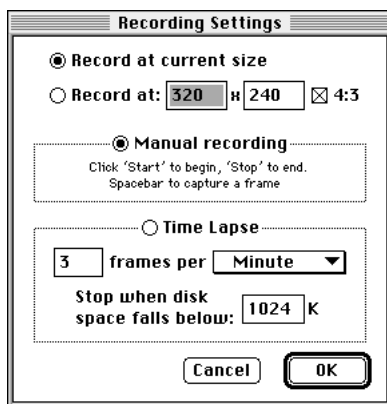 Recording Settings
Record at current size
Record at: 320 x 240 4:3
Manual recording
Click 'Start' to begin, 'Stop' to end.
Spacebar to capture a frame
Time Lapse
3 frames per Minute
Stop when disk
space falls below: 1024 K
Cancel OK